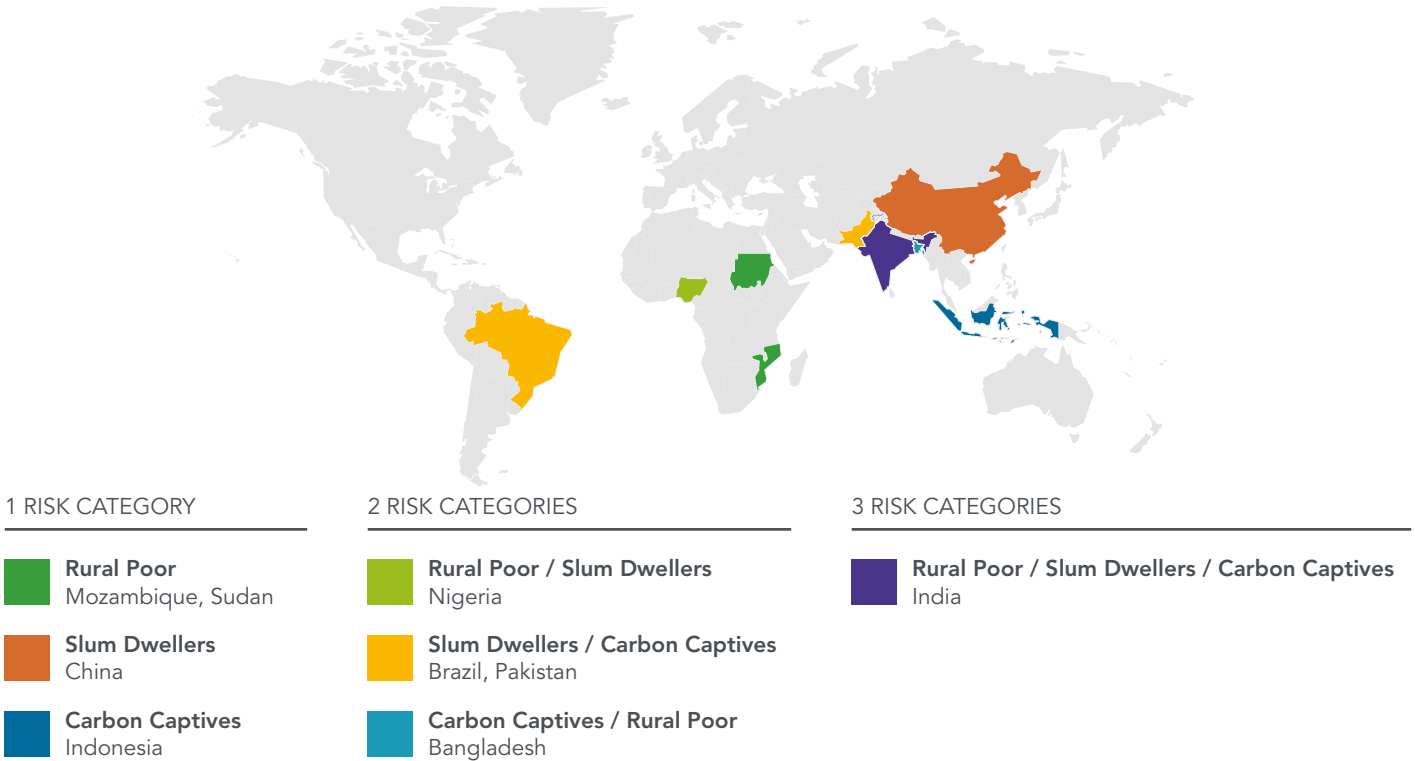 1 RISK CATEGORY
Rural Poor
Mozambique, Sudan
Slum Dwellers
China
Carbon Captives
Indonesia
2 RISK CATEGORIES
Rural Poor / Slum Dwellers
Nigeria
Slum Dwellers / Carbon Captives
Brazil, Pakistan
Carbon Captives / Rural Poor
Bangladesh
3 RISK CATEGORIES
Rural Poor / Slum Dwellers / Carbon Captives
India